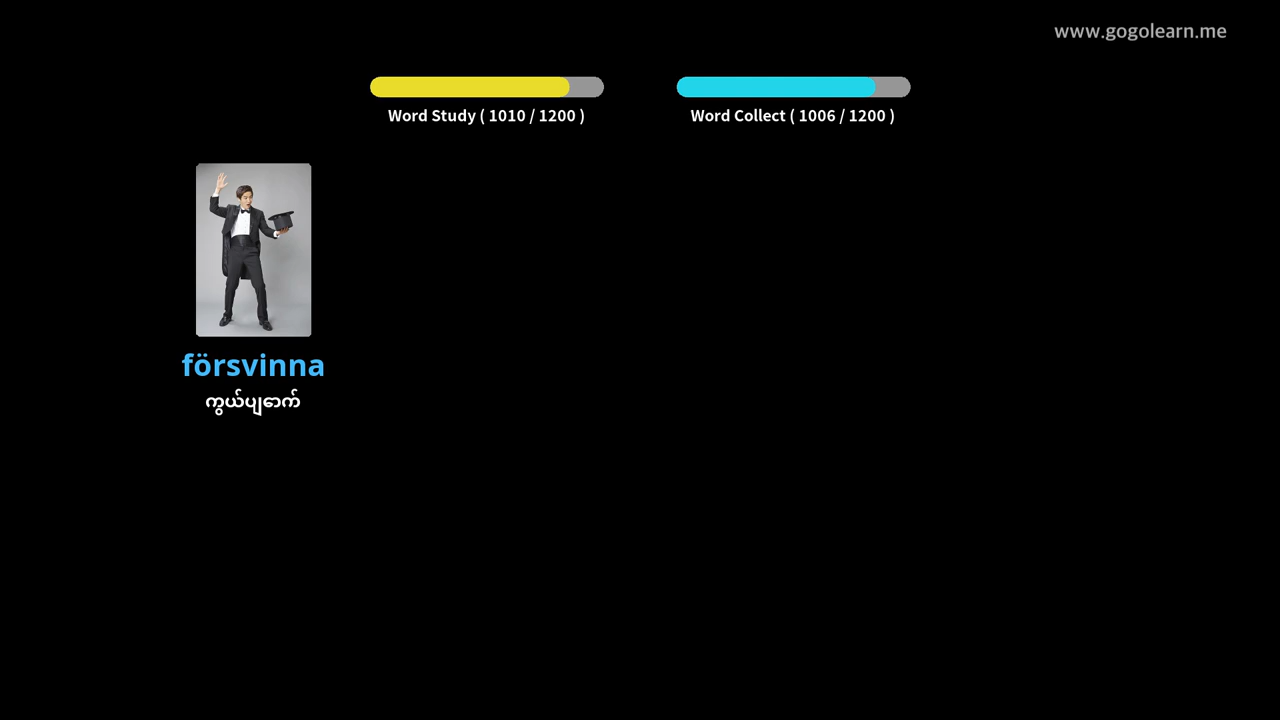 www.gogolearn.me
Word Study ( 1010 / 1200 )
Word Collect ( 1006 / 1200 )
försvinna
ကွယ်ပျောက်